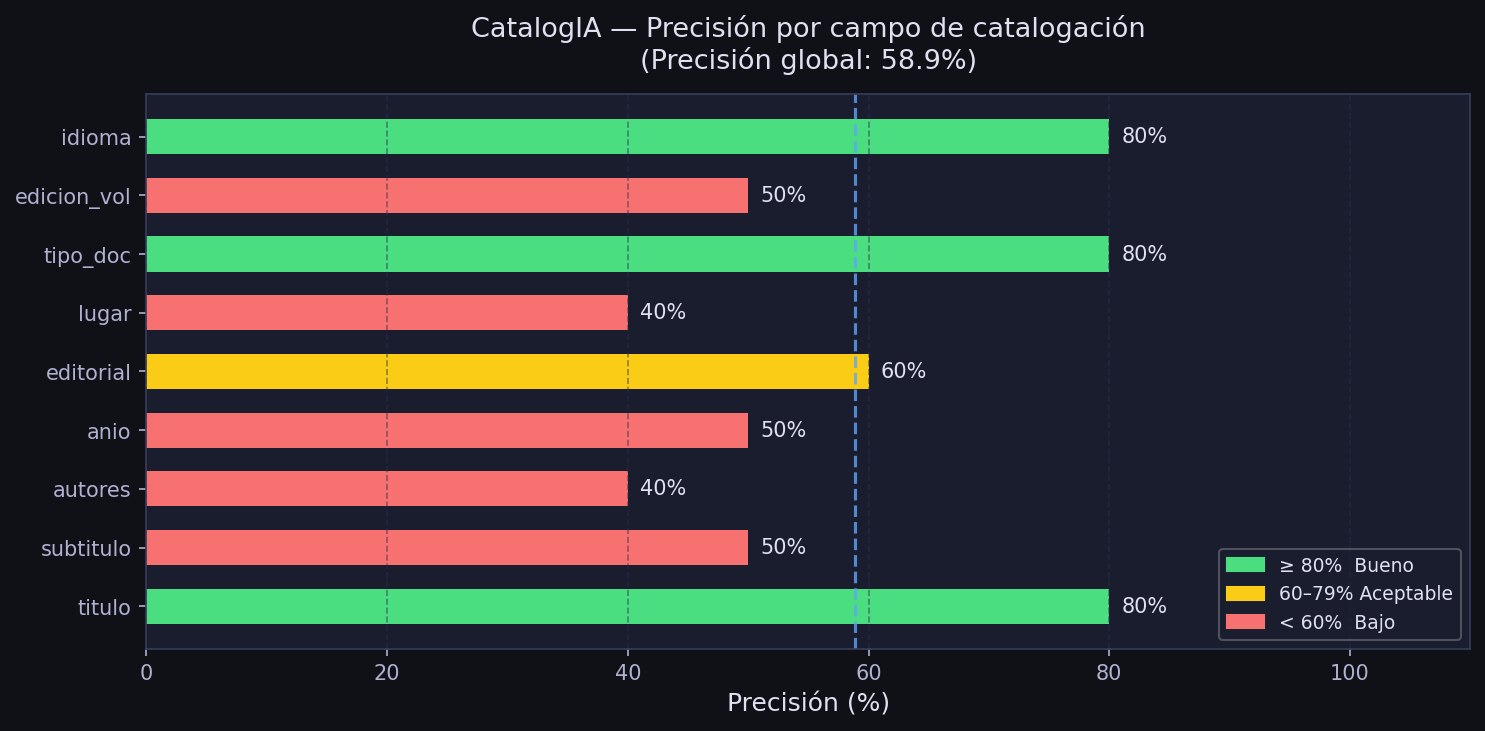 CatalogIA — Precisión por campo de catalogación
(Precisión global: 58.9%)
idioma 80%
edicion_vol 50%
tipo_doc 80%
lugar 40%
editorial 60%
anio 50%
autores 40%
subtitulo 50%
titulo 80%
≥ 80%  Bueno
60–79% Aceptable
< 60%  Bajo
0 20 40 60 80 100
Precisión (%)